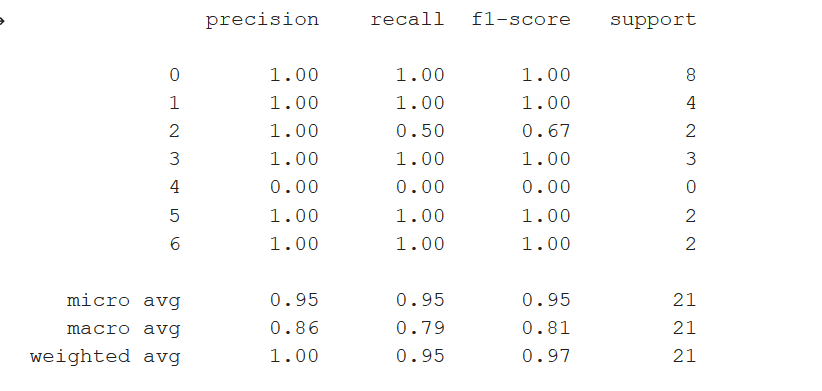 precision recall f1-score support
0 1.00 1.00 1.00 8
1 1.00 1.00 1.00 4
2 1.00 0.50 0.67 2
3 1.00 1.00 1.00 3
4 0.00 0.00 0.00 0
5 1.00 1.00 1.00 2
6 1.00 1.00 1.00 2
micro avg 0.95 0.95 0.95 21
macro avg 0.86 0.79 0.81 21
weighted avg 1.00 0.95 0.97 21